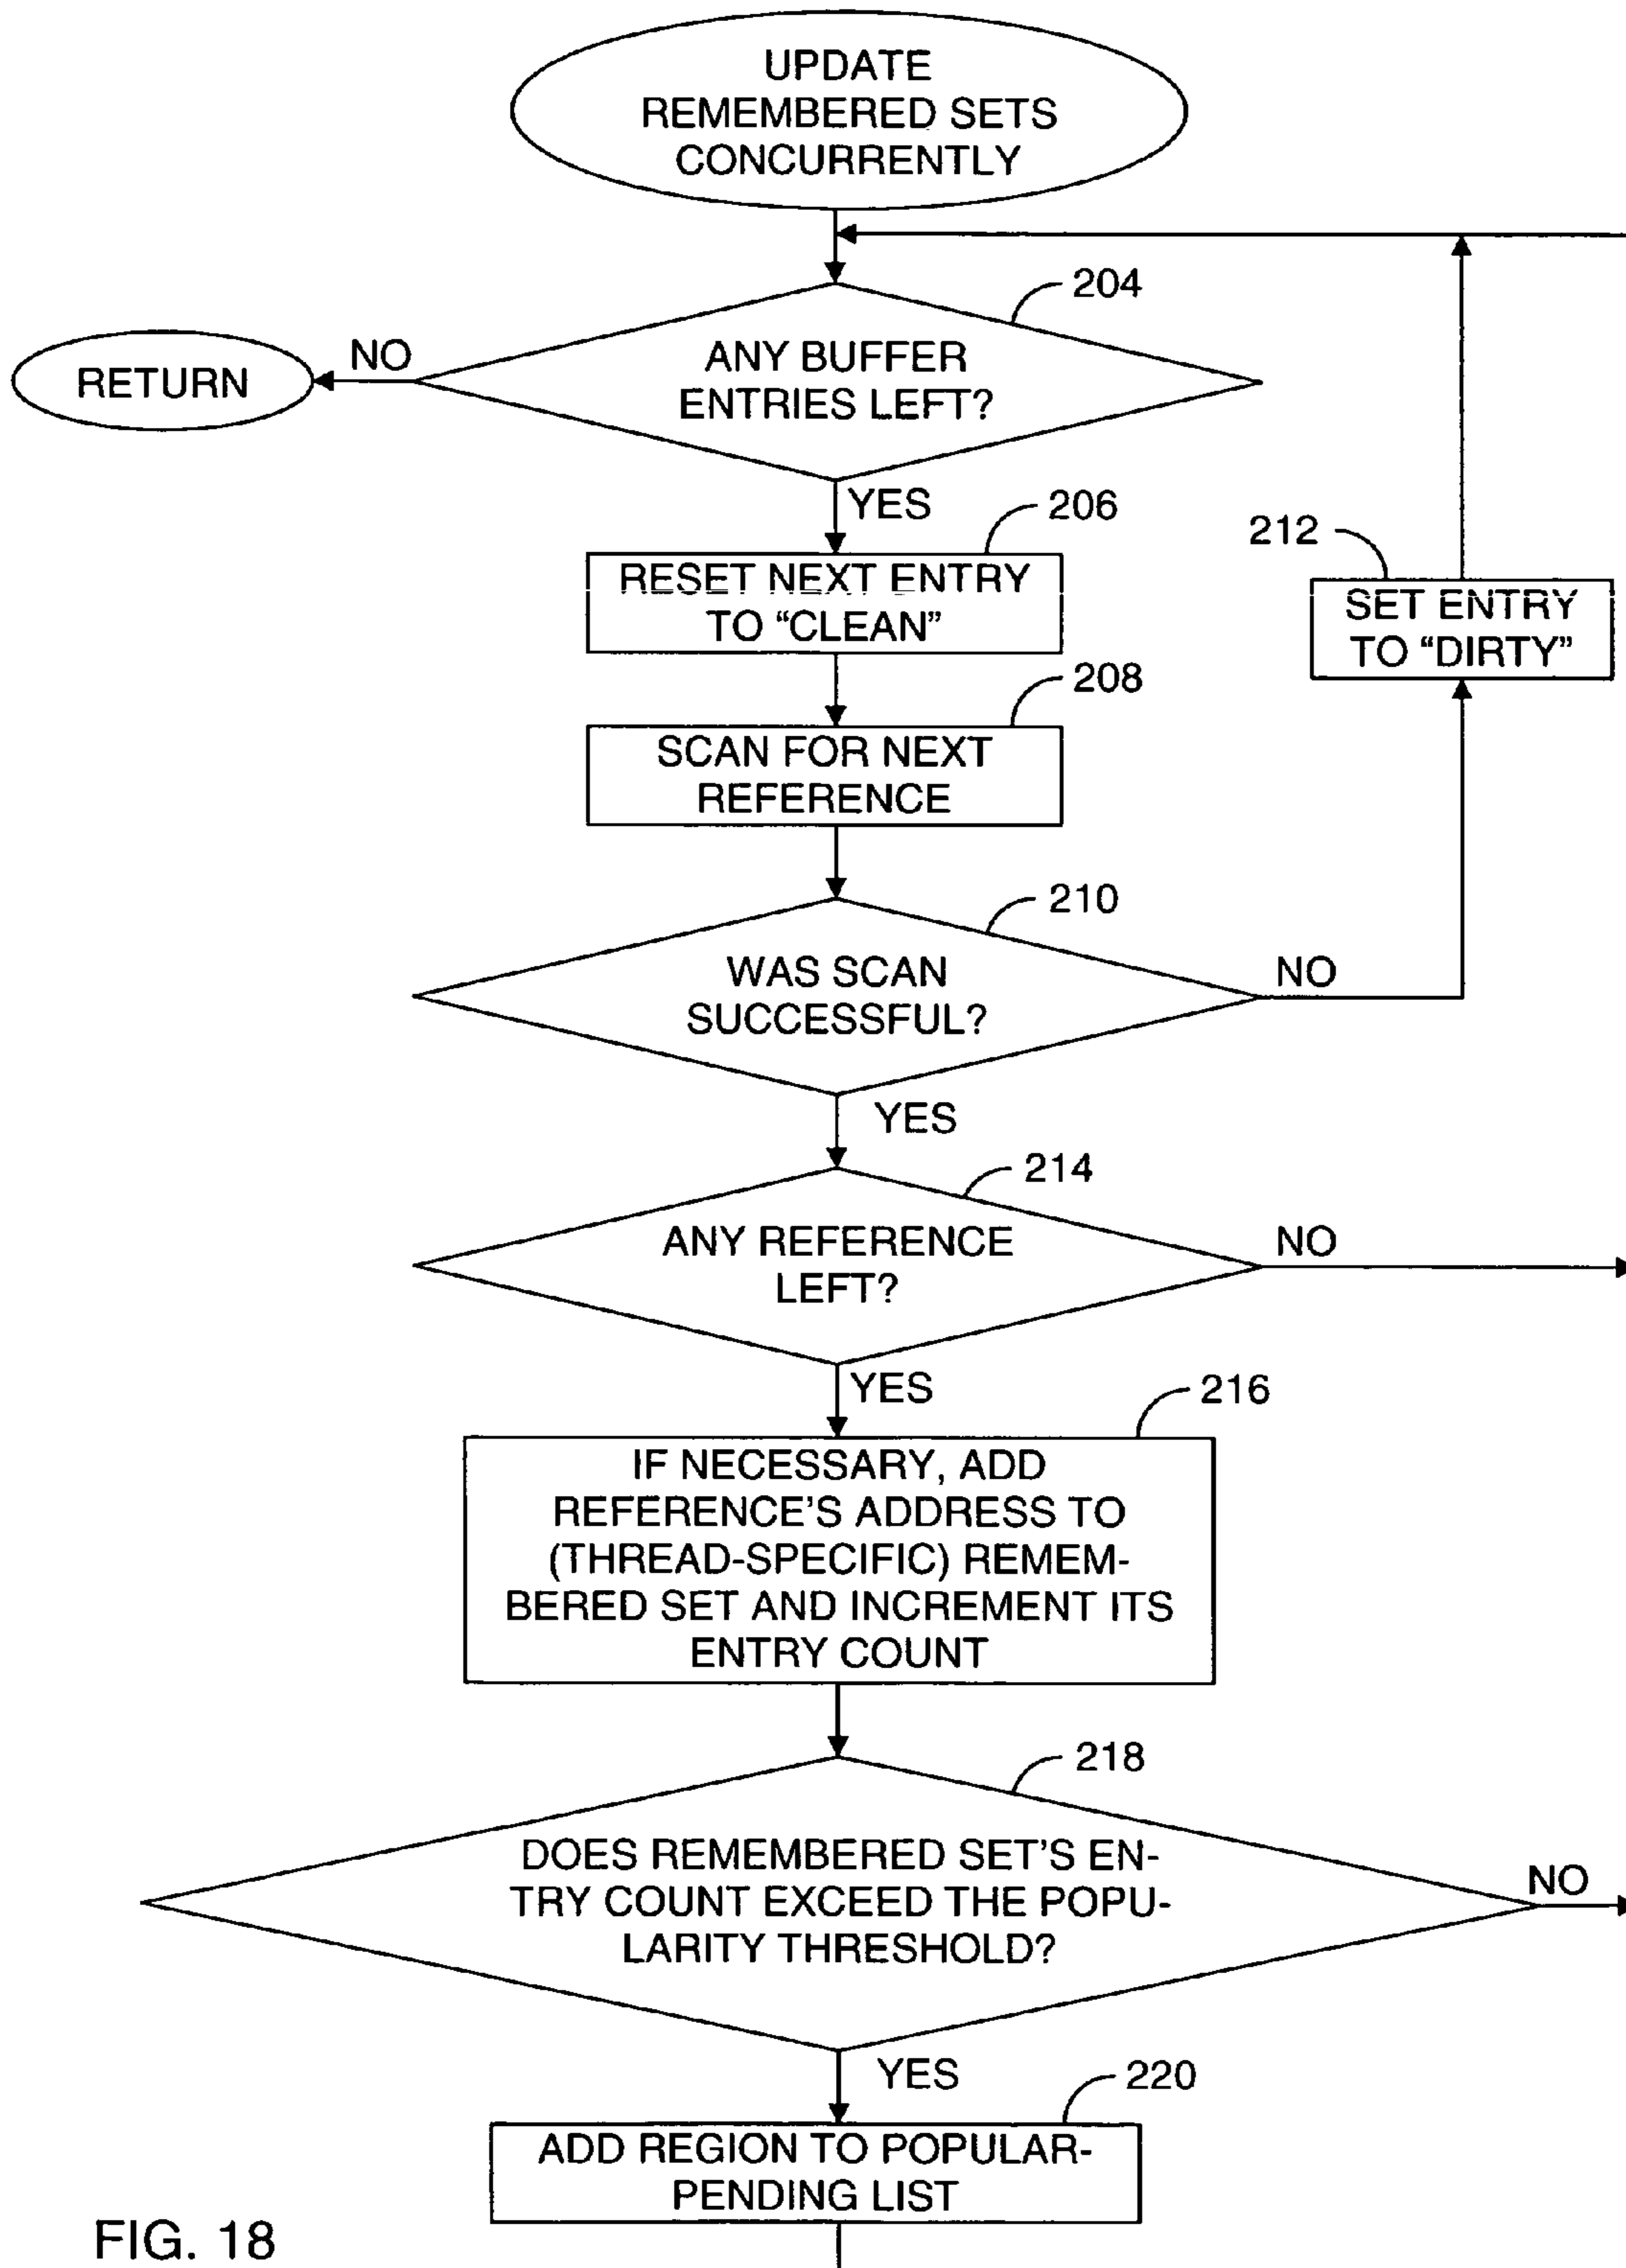 UPDATE
REMEMBERED SETS
CONCURRENTLY
204
ANY BUFFER
ENTRIES LEFT?
NO
RETURN
YES
206
RESET NEXT ENTRY
TO “CLEAN”
212
SET ENTRY
TO “DIRTY”
208
SCAN FOR NEXT
REFERENCE
210
WAS SCAN
SUCCESSFUL?
NO
YES
214
ANY REFERENCE
LEFT?
NO
YES
216
IF NECESSARY, ADD
REFERENCE’S ADDRESS TO
(THREAD-SPECIFIC) REMEM-
BERED SET AND INCREMENT ITS
ENTRY COUNT
218
DOES REMEMBERED SET’S EN-
TRY COUNT EXCEED THE POPU-
LARITY THRESHOLD?
NO
YES
220
ADD REGION TO POPULAR-
PENDING LIST
FIG. 18